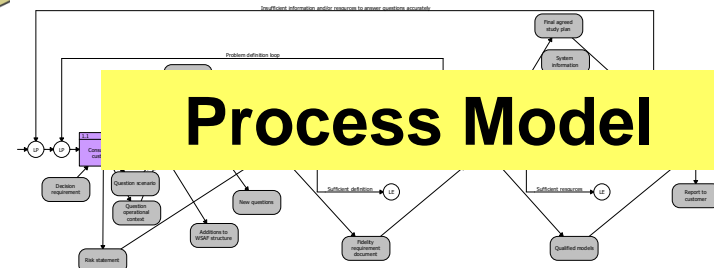 Insufficient information and/or resources to answer questions accurately
Final agreed
study plan
Problem definition loop
System
information
Process Model
1.1
LP
LP
Decision
requirement
Question scenario
Question
operational
context
New questions
Sufficient definition
LE
Sufficient resources
LE
Report to
customer
Additions to
WSAF structure
Fidelity
requirement
document
Qualified models
Risk statement